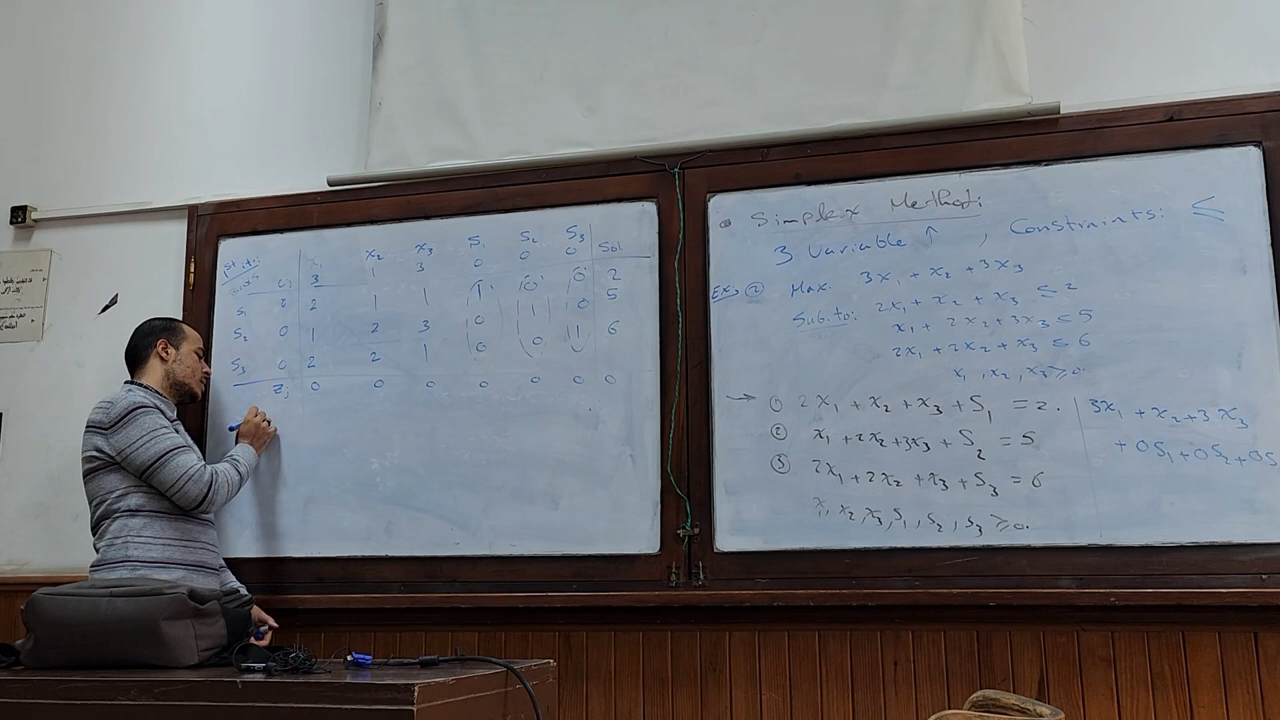 x₁ x₂ x₃ S₁ S₂ S₃ Sol
Cj 3 1 3 0 0 0
S₁ 2 1 1 1 0 0 2
S₂ 0 1 2 3 0 1 0 5
S₃ 0 2 2 1 0 0 1 6
Zj 0 0 0 0 0 0 0
• Simplex Method:
3 Variable ↑ , Constraints: ≤
Ex: ② Max. 3x₁ + x₂ + 3x₃
Sub.to: 2x₁ + x₂ + x₃ ≤ 2
x₁ + 2x₂ + 3x₃ ≤ 5
2x₁ + 2x₂ + x₃ ≤ 6
x₁, x₂, x₃ ≥ 0
→ ① 2x₁ + x₂ + x₃ + S₁ = 2.
② x₁ + 2x₂ + 3x₃ + S₂ = 5
③ 2x₁ + 2x₂ + x₃ + S₃ = 6
x₁, x₂, x₃, S₁, S₂, S₃ ≥ 0.
3x₁ + x₂ + 3x₃
+ 0S₁ + 0S₂ + 0S